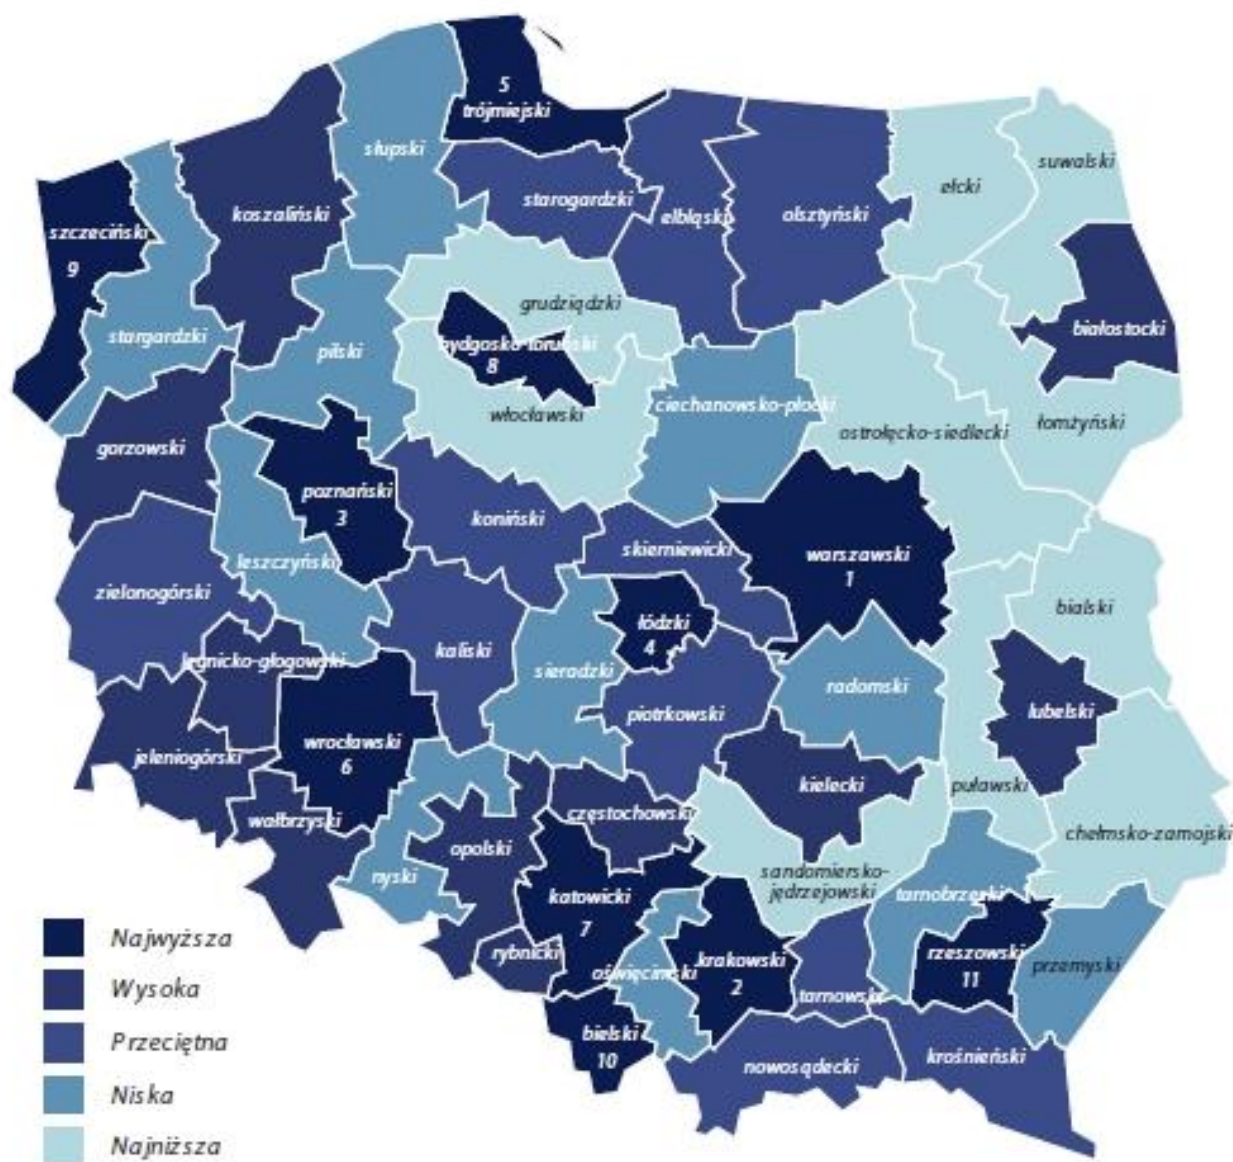 5
trójmiejski
słupski
suwalski
ełcki
koszaliński
starogardzki
elbląski
olsztyński
szczeciński
9
grudziądzki
białostocki
stargardzki
pilski
bydgosko-toruński
8
włocławski
ciechanowsko-płocki
ostrołęcko-siedlecki
łomżyński
gorzowski
poznański
3
koniński
skierniewicki
warszawski
1
leszczyński
zielonogórski
bialski
łódzki
4
legnicko-głogowski
kaliski
sieradzki
radomski
piotrkowski
lubelski
wrocławski
6
jeleniogórski
kielecki
puławski
wałbrzyski
częstochowski
chełmsko-zamojski
opolski
nyski
sandomiersko-
jędrzejowski
tarnobrzeski
katowicki
7
rybnicki
oświęcimski
krakowski
2
tarnowski
rzeszowski
11
przemyski
bielski
10
nowosądecki
krośnieński
Najwyższa
Wysoka
Przeciętna
Niska
Najniższa